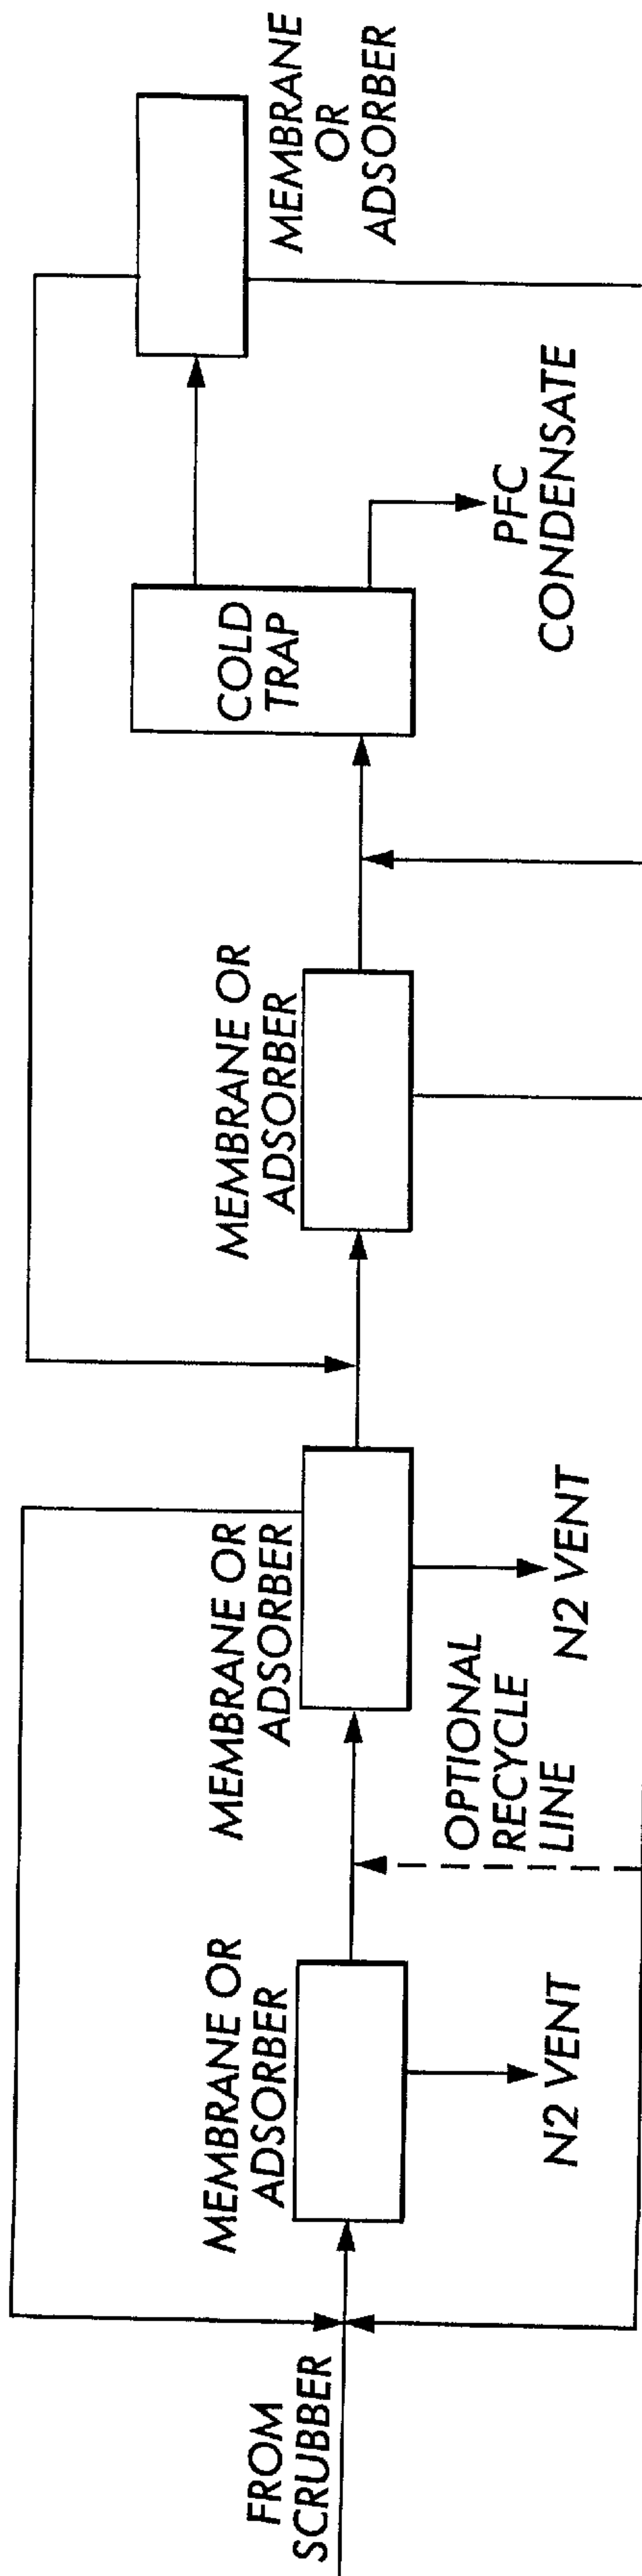 FROM
SCRUBBER
MEMBRANE OR
ADSORBER
N2 VENT
OPTIONAL
RECYCLE
LINE
MEMBRANE OR
ADSORBER
N2 VENT
MEMBRANE OR
ADSORBER
COLD
TRAP
PFC
CONDENSATE
MEMBRANE
OR
ADSORBER